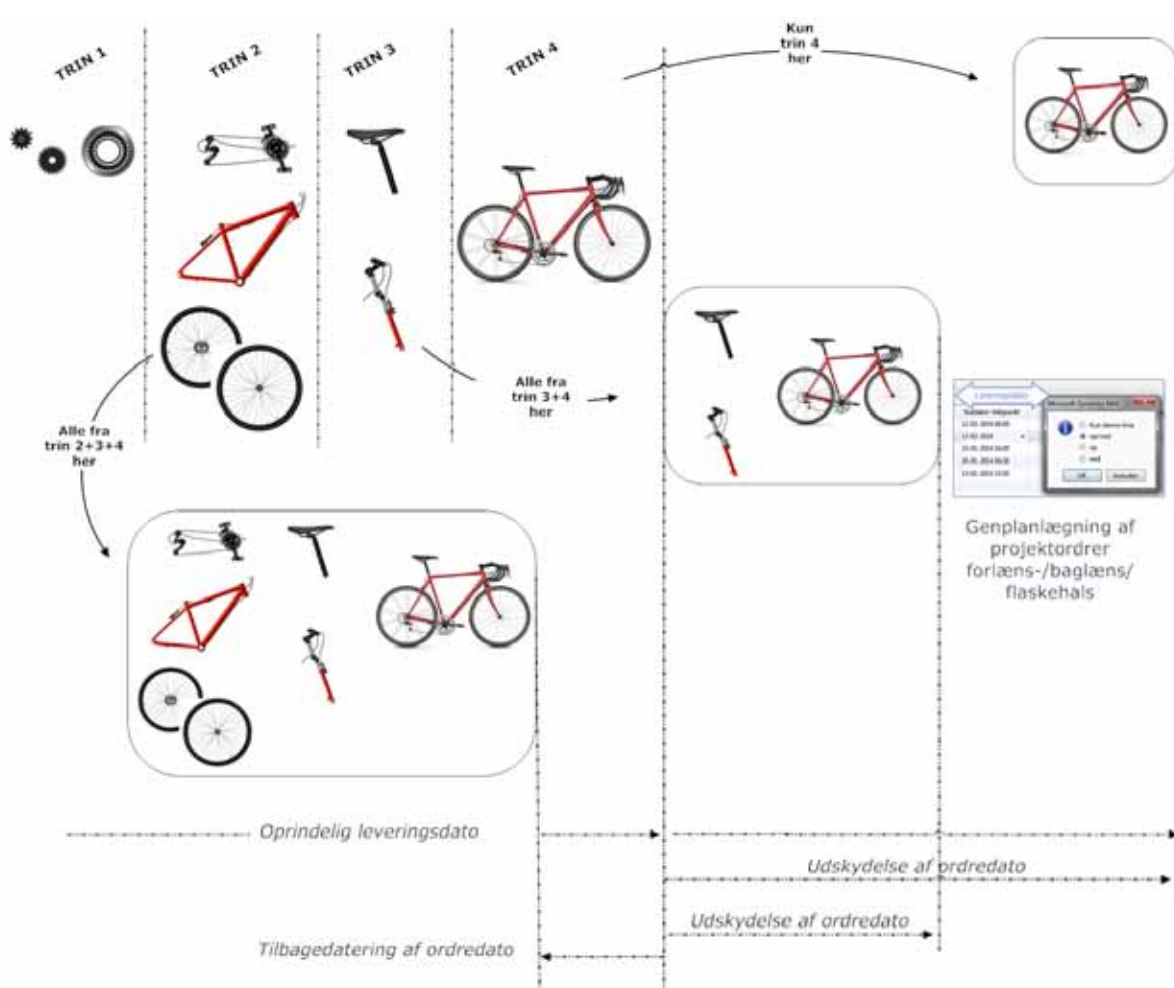 TRIN 1
TRIN 2
TRIN 3
TRIN 4
Kun
trin 4
her
Alle fra
trin 3+4
her
Alle fra
trin 2+3+4
her
Genplanlægning af
projektordrer
forlæns-/baglæns/
flaskehals
Oprindelig leveringsdato
Udskydelse af ordredato
Udskydelse af ordredato
Tilbagedatering af ordredato